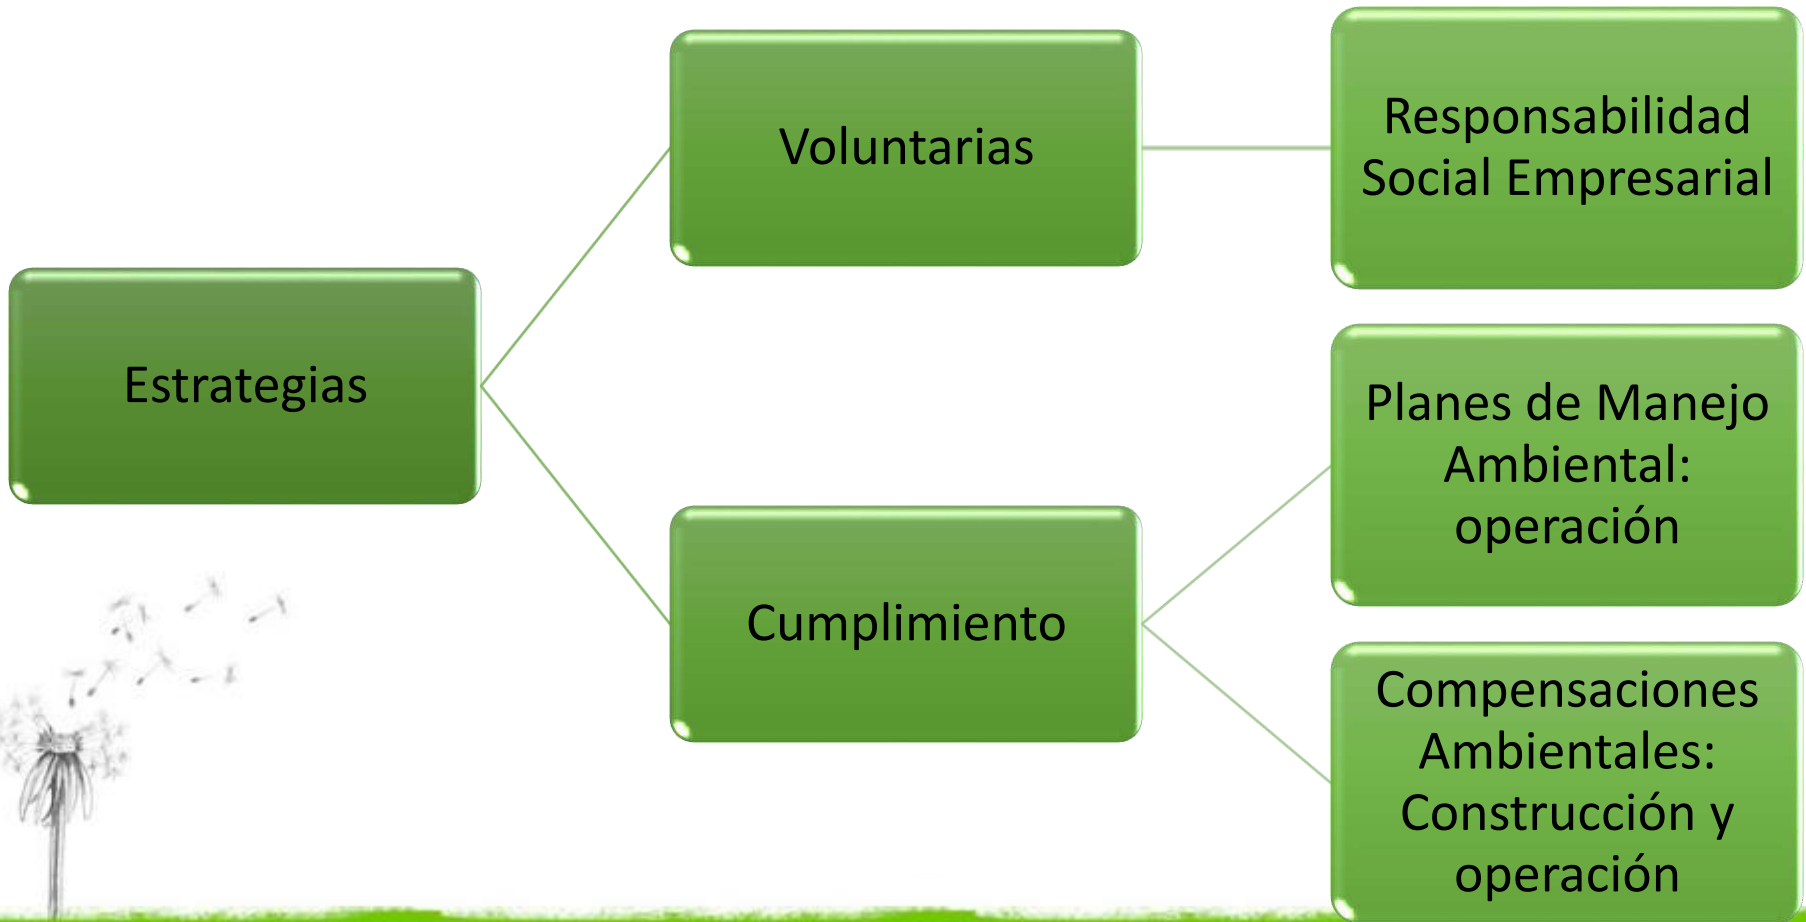 Estrategias
Voluntarias
Responsabilidad
Social Empresarial
Cumplimiento
Planes de Manejo
Ambiental:
operación
Compensaciones
Ambientales:
Construcción y
operación